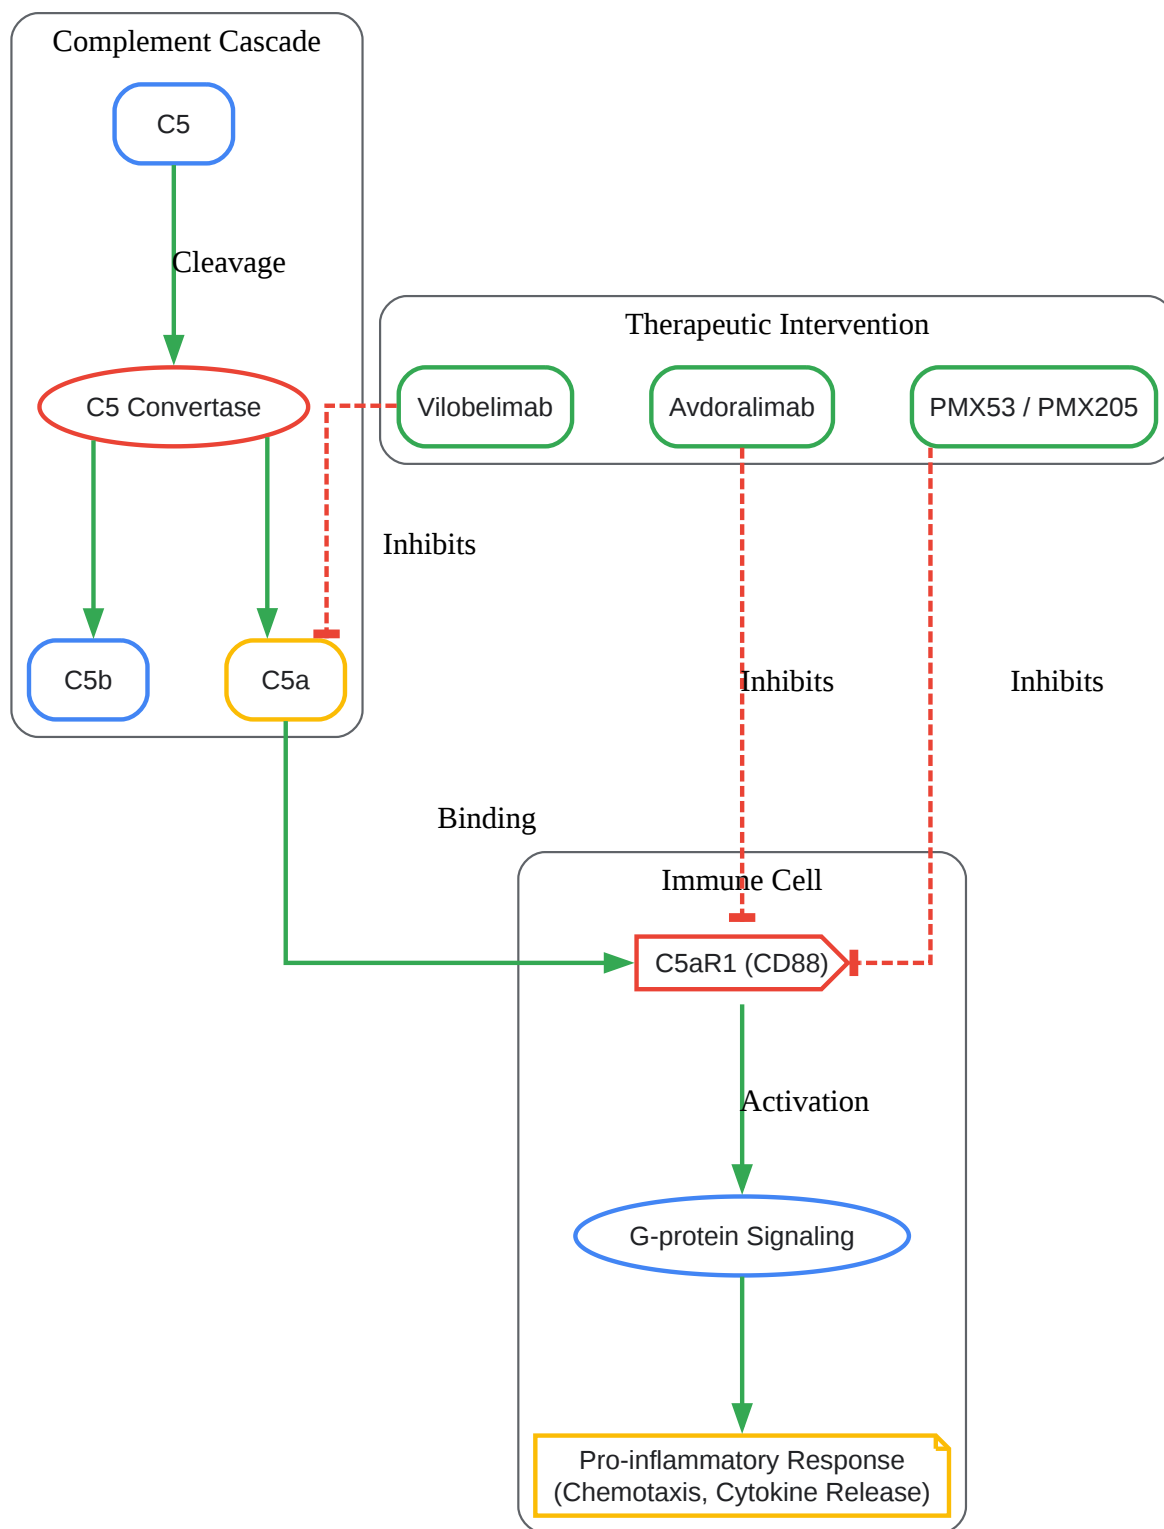 Complement Cascade
C5
Cleavage
Therapeutic Intervention
C5 Convertase
Vilobelimab
Avdoralimab
PMX53 / PMX205
Inhibits
C5b
C5a
Inhibits
Inhibits
Binding
Immune Cell
C5aR1 (CD88)
Activation
G-protein Signaling
Pro-inflammatory Response
(Chemotaxis, Cytokine Release)